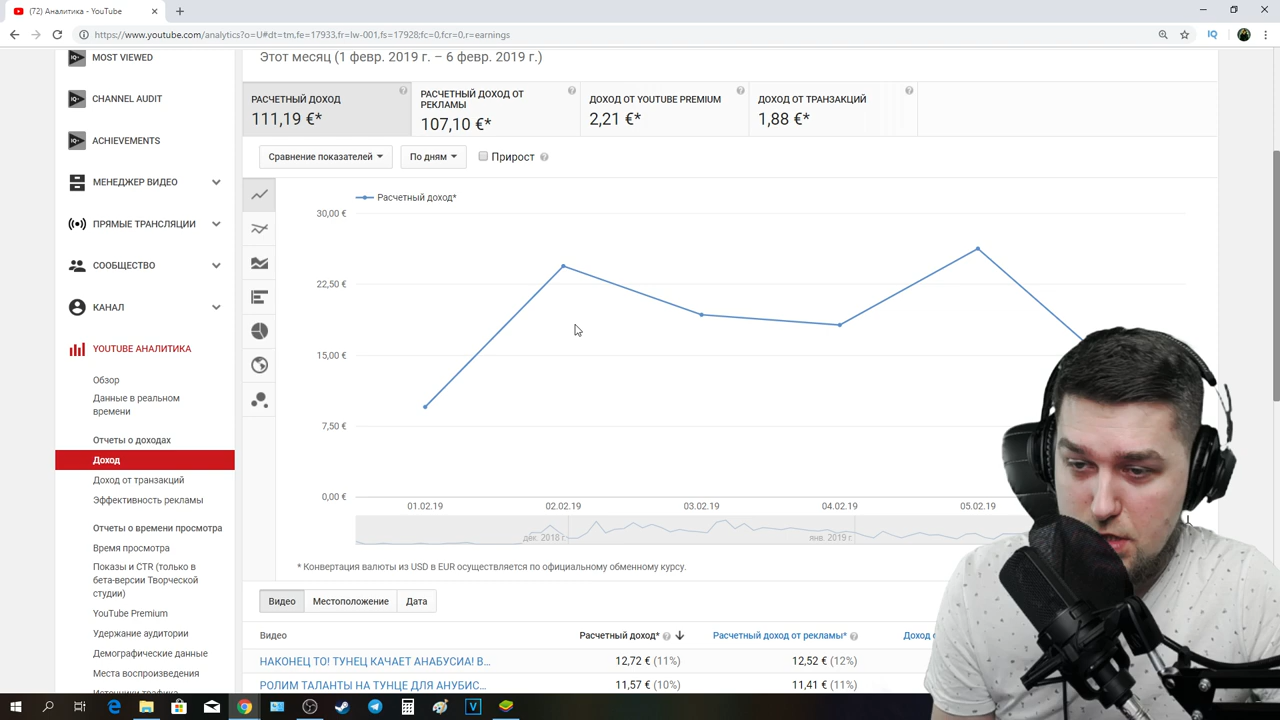 (72) Аналитика - YouTube
https://www.youtube.com/analytics?o=U#dt=tm,fe=17933,fr=lw-001,fs=17928:fc=0,fcr=0,r=earnings
MOST VIEWED
CHANNEL AUDIT
ACHIEVEMENTS
МЕНЕДЖЕР ВИДЕО
ПРЯМЫЕ ТРАНСЛЯЦИИ
СООБЩЕСТВО
КАНАЛ
YOUTUBE АНАЛИТИКА
Обзор
Данные в реальном
времени
Отчеты о доходах
Доход
Доход от транзакций
Эффективность рекламы
Отчеты о времени просмотра
Время просмотра
Показы и CTR (только в
бета-версии Творческой
студии)
YouTube Premium
Удержание аудитории
Демографические данные
Места воспроизведения
Источники трафика
Этот месяц (1 февр. 2019 г. – 6 февр. 2019 г.)
РАСЧЕТНЫЙ ДОХОД
111,19 €*
РАСЧЕТНЫЙ ДОХОД ОТ
РЕКЛАМЫ
107,10 €*
ДОХОД ОТ YOUTUBE PREMIUM
2,21 €*
ДОХОД ОТ ТРАНЗАКЦИЙ
1,88 €*
Сравнение показателей
По дням
Прирост
Расчетный доход*
30,00 €
22,50 €
15,00 €
7,50 €
0,00 €
01.02.19 02.02.19 03.02.19 04.02.19 05.02.19
дек. 2018 г. янв. 2019 г.
* Конвертация валюты из USD в EUR осуществляется по официальному обменному курсу.
Видео Местоположение Дата
Видео Расчетный доход* Расчетный доход от рекламы*
НАКОНЕЦ ТО! ТУНЕЦ КАЧАЕТ АНАБУСИА! В... 12,72 € (11%) 12,52 € (12%)
РОЛИМ ТАЛАНТЫ НА ТУНЦЕ ДЛЯ АНУБИС... 11,57 € (10%) 11,41 € (11%)